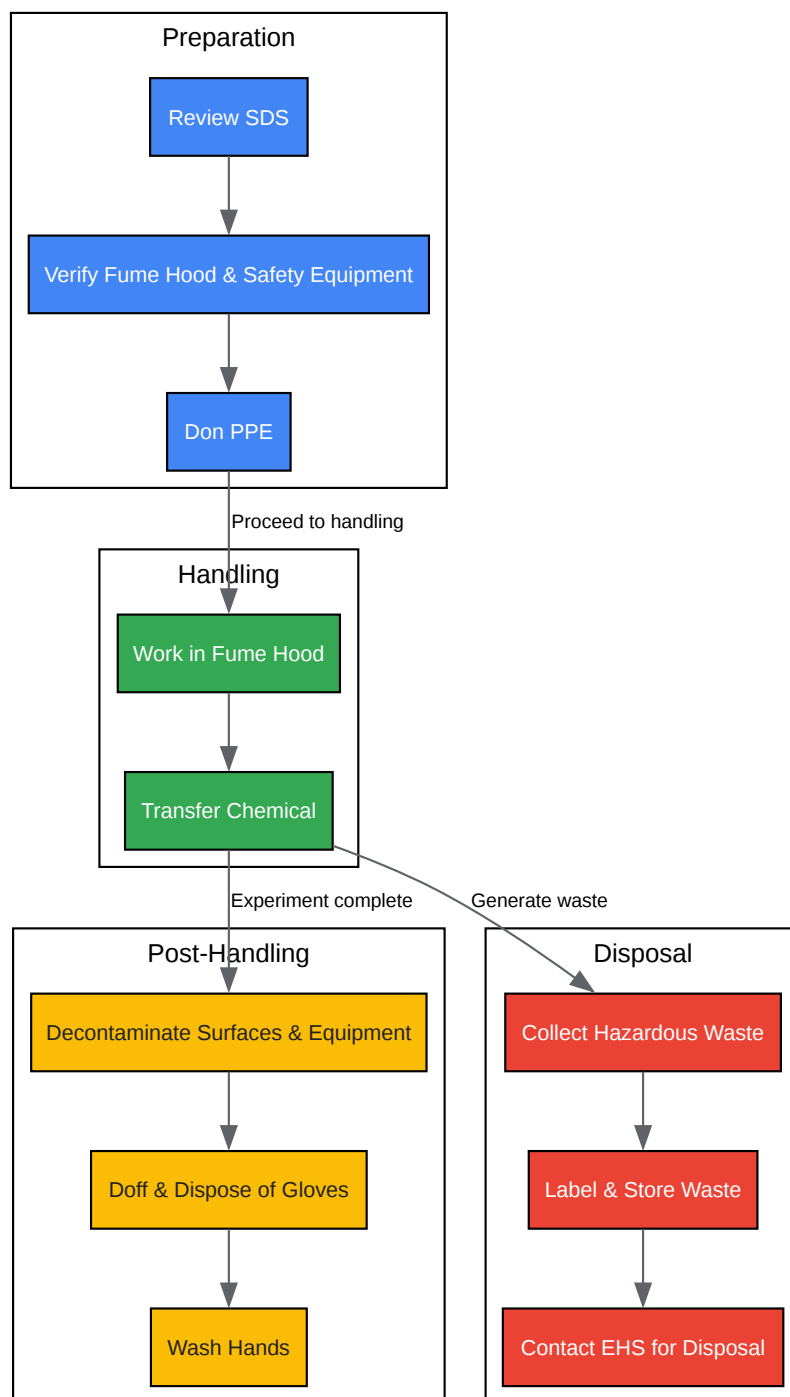 Preparation
Review SDS
Verify Fume Hood & Safety Equipment
Don PPE
Proceed to handling
Handling
Work in Fume Hood
Transfer Chemical
Experiment complete
Generate waste
Post-Handling
Decontaminate Surfaces & Equipment
Doff & Dispose of Gloves
Wash Hands
Disposal
Collect Hazardous Waste
Label & Store Waste
Contact EHS for Disposal